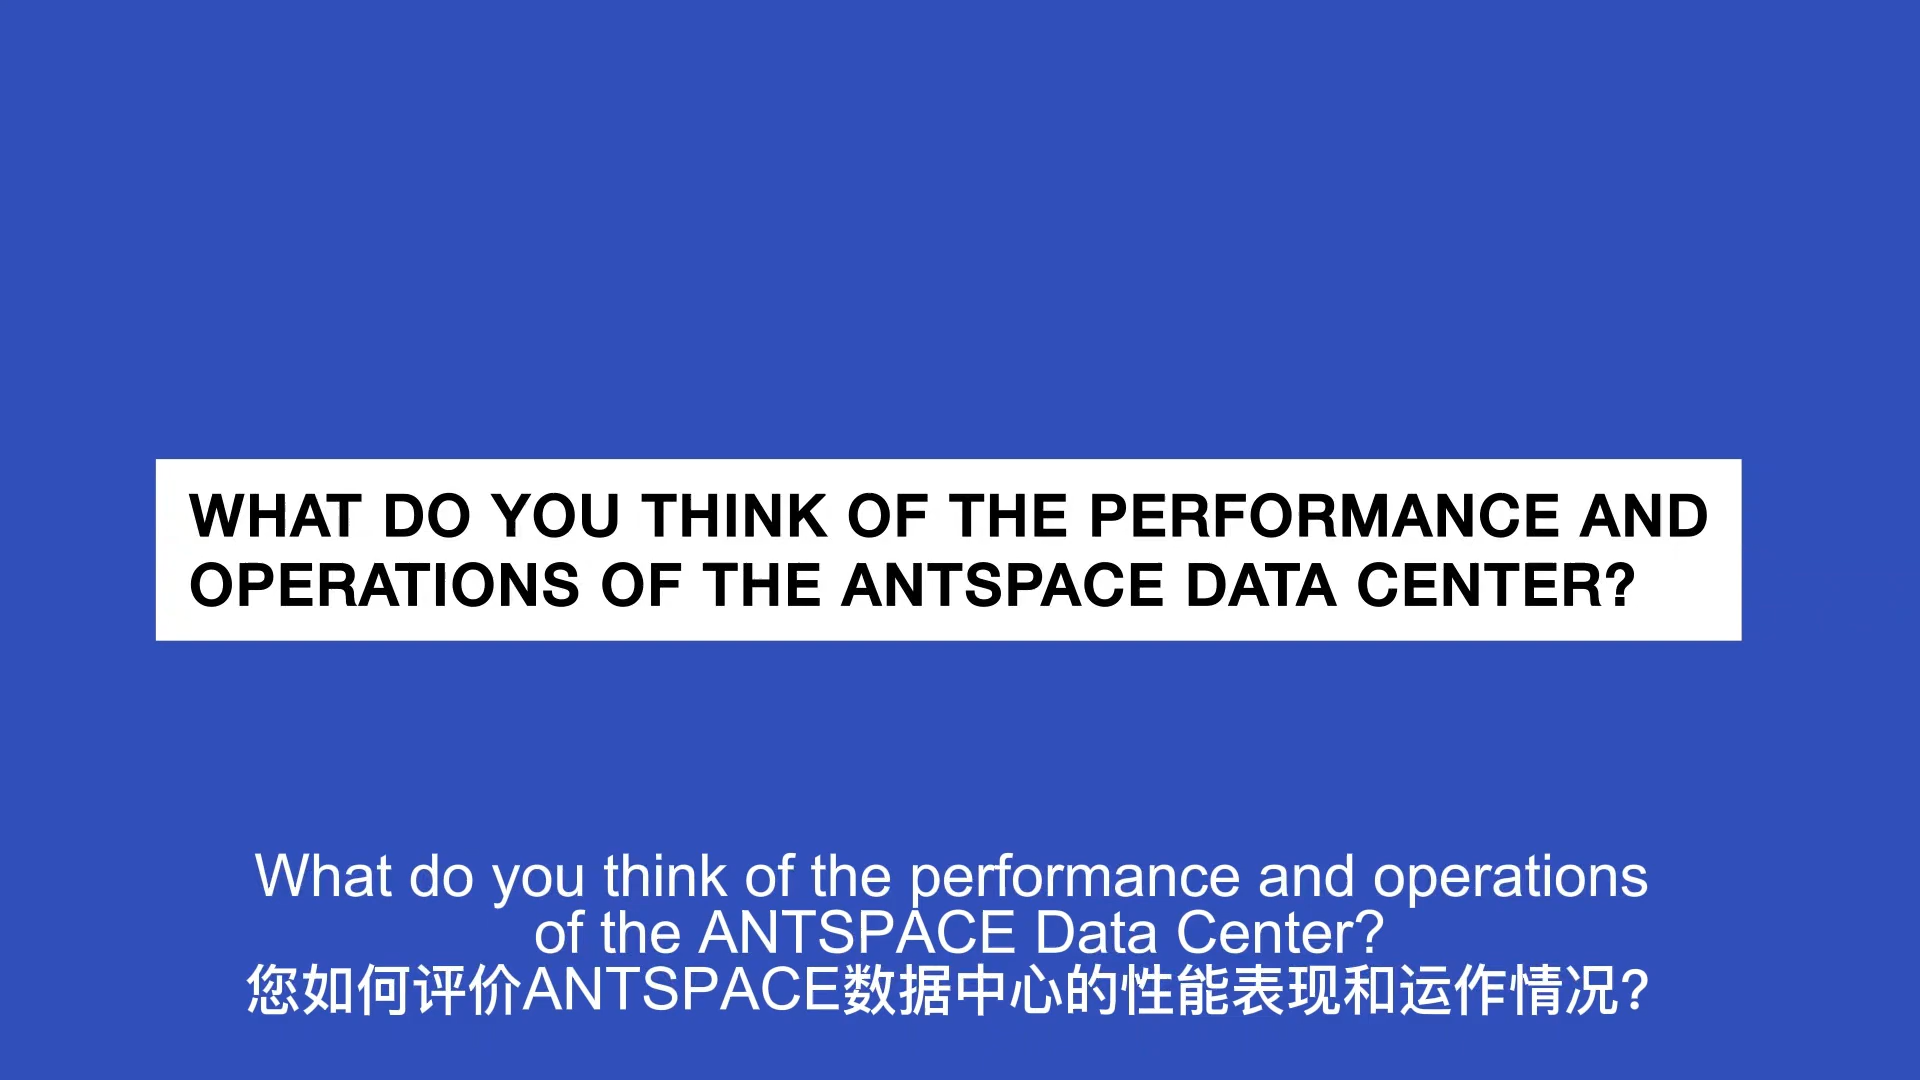 WHAT DO YOU THINK OF THE PERFORMANCE AND
OPERATIONS OF THE ANTSPACE DATA CENTER?
What do you think of the performance and operations
of the ANTSPACE Data Center?
您如何评价ANTSPACE数据中心的性能表现和运作情况?